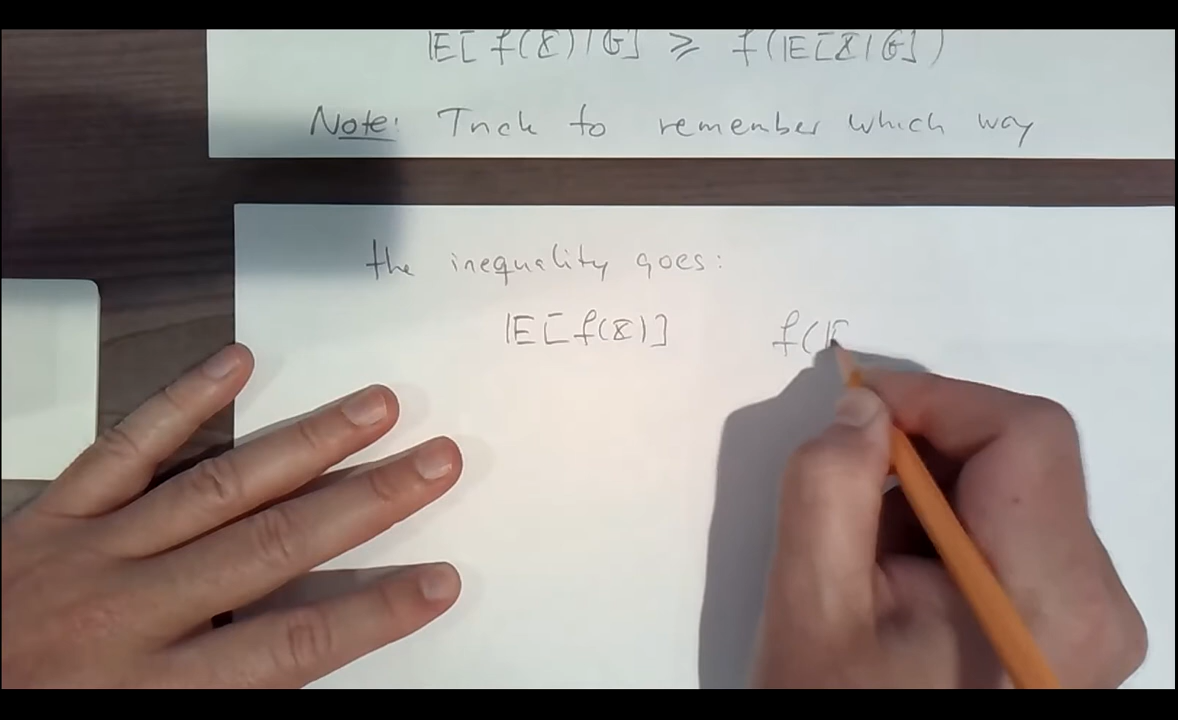 𝔼[f(X)|G] ≥ f(𝔼[X|G])
Note: Trick to remember which way
the inequality goes:
𝔼[f(X)] f(𝔼